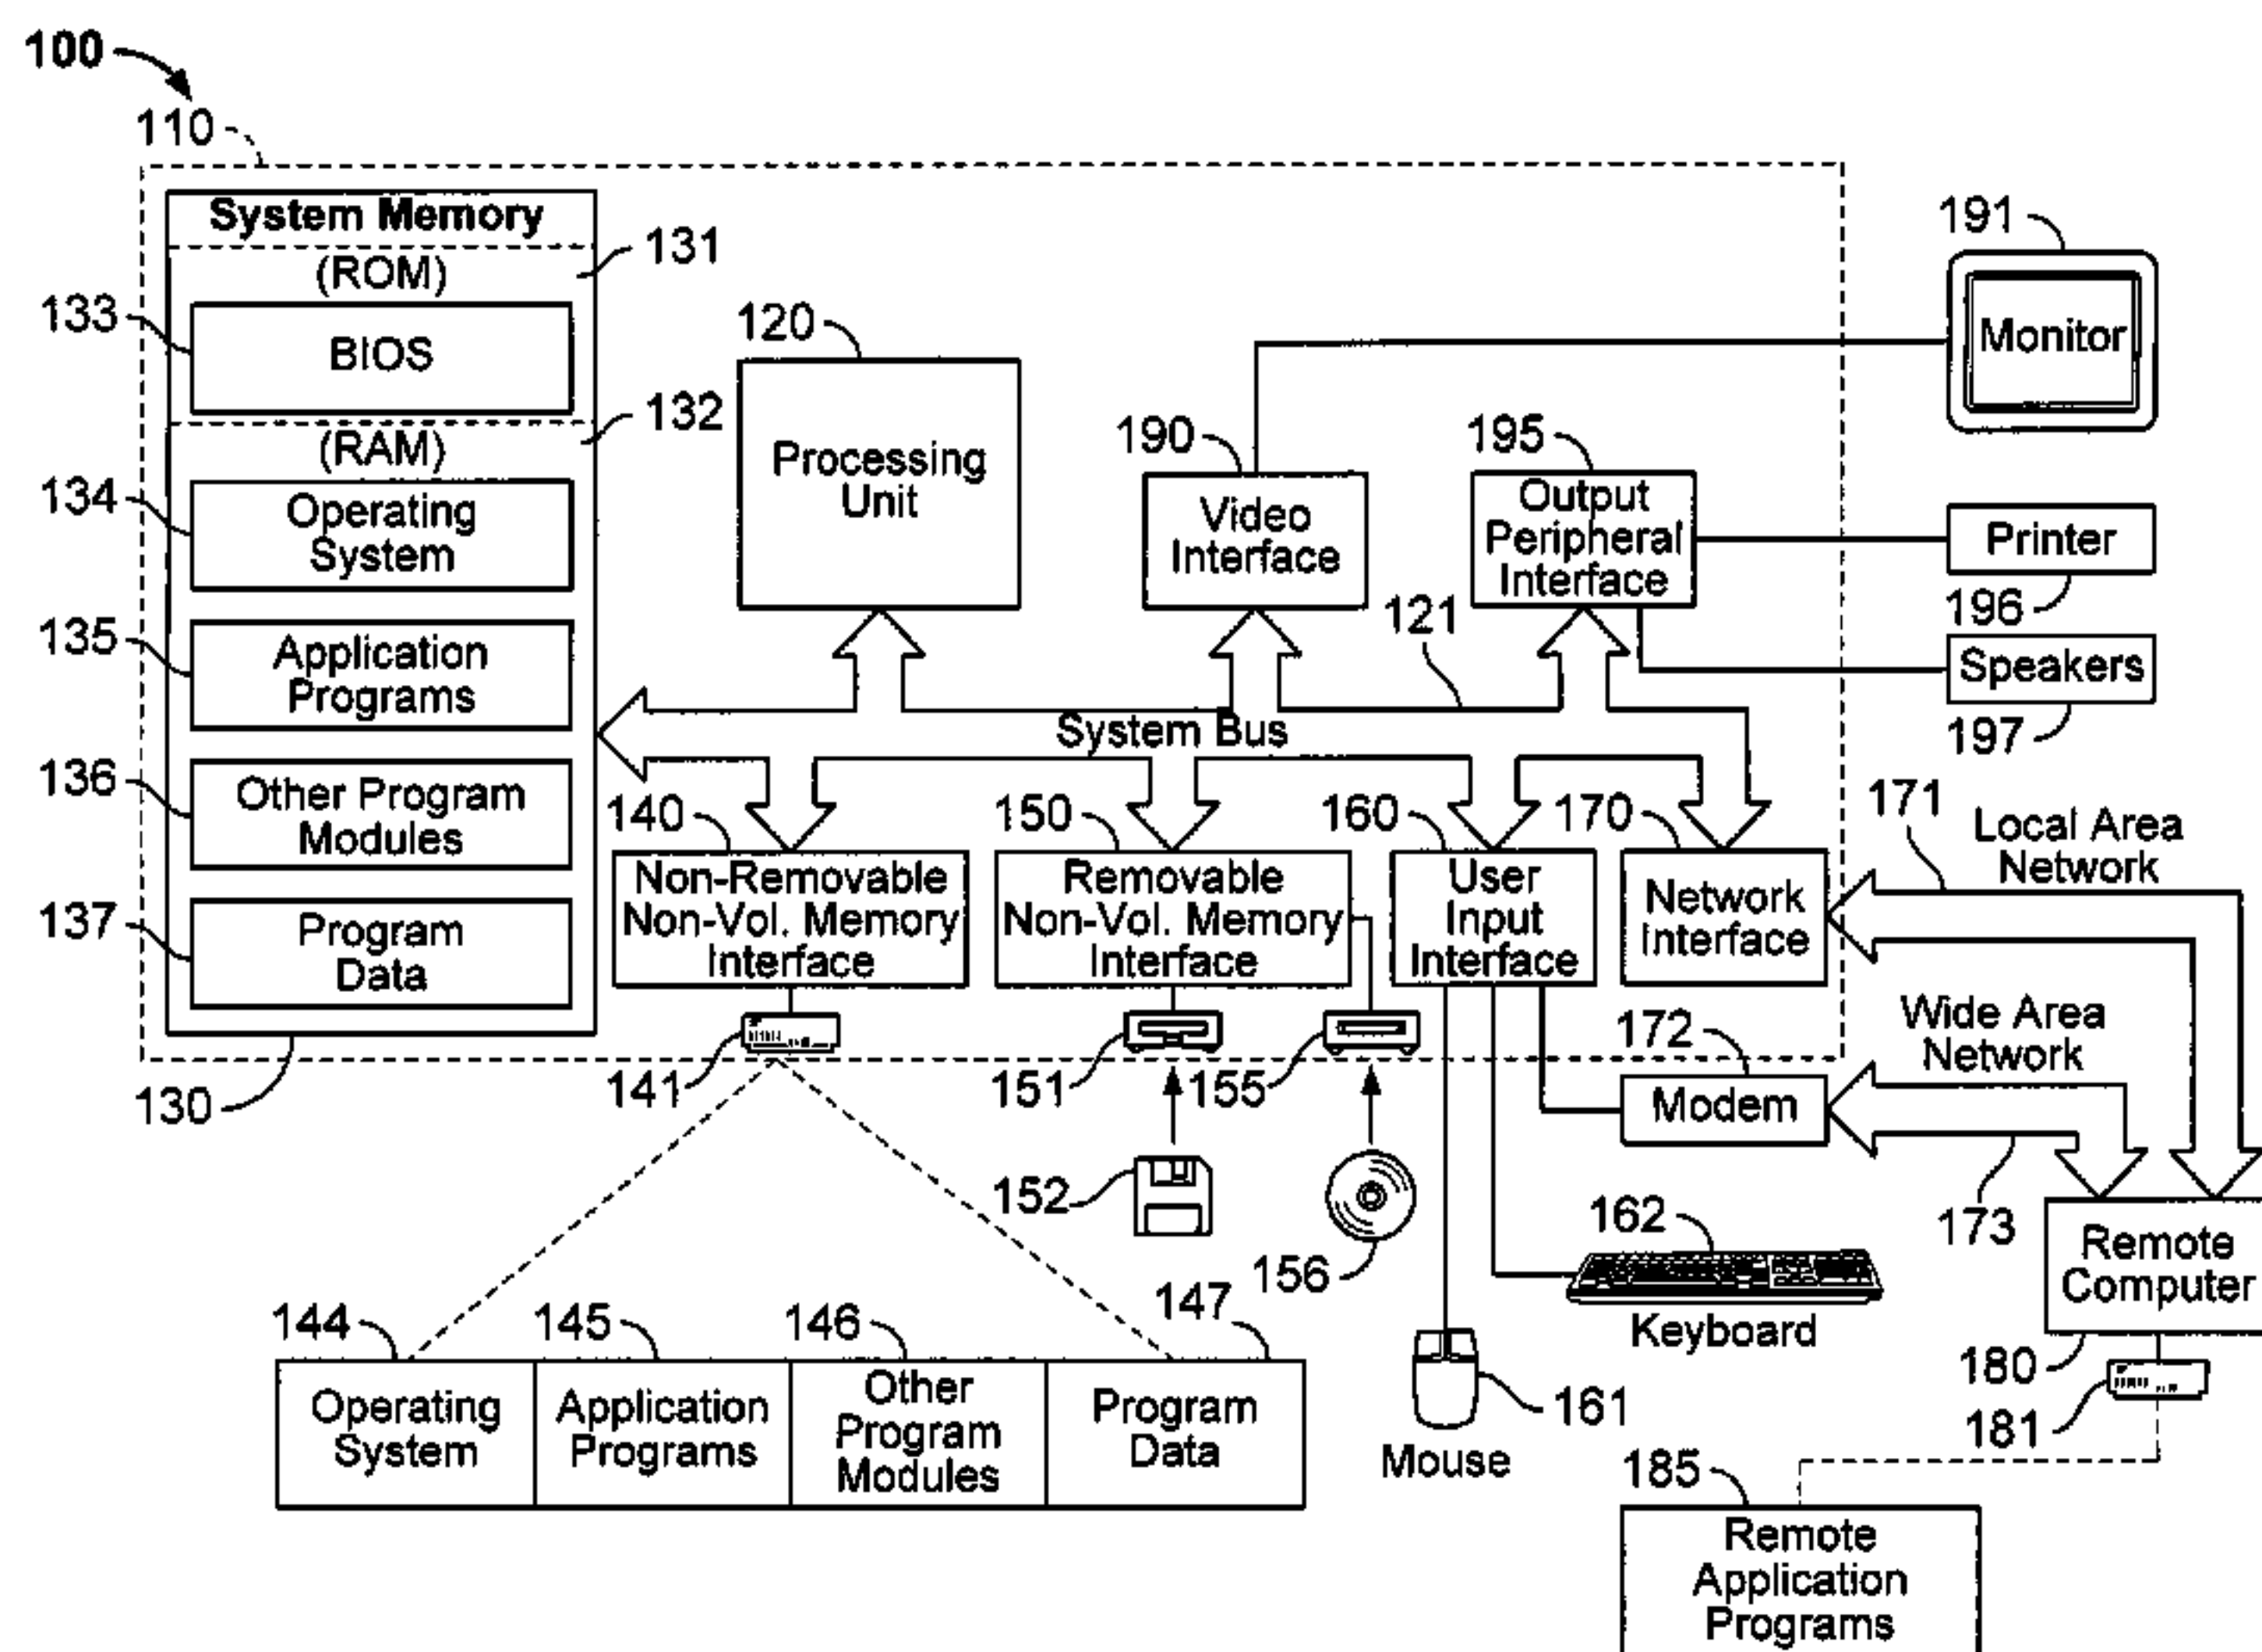 100
110
System Memory
(ROM)
131
133
BIOS
(RAM)
132
134
Operating
System
135
Application
Programs
136
Other Program
Modules
137
Program
Data
130
120
Processing
Unit
190
Video
Interface
195
Output
Peripheral
Interface
121
System Bus
191
Monitor
Printer
196
Speakers
197
140
Non-Removable
Non-Vol. Memory
Interface
150
Removable
Non-Vol. Memory
Interface
160
User
Input
Interface
170
Network
Interface
171
Local Area
Network
Wide Area
Network
172
Modem
173
141
151
155
152
156
162
Keyboard
161
Mouse
Remote
Computer
180
181
185
Remote
Application
Programs
144
Operating
System
145
Application
Programs
146
Other
Program
Modules
147
Program
Data